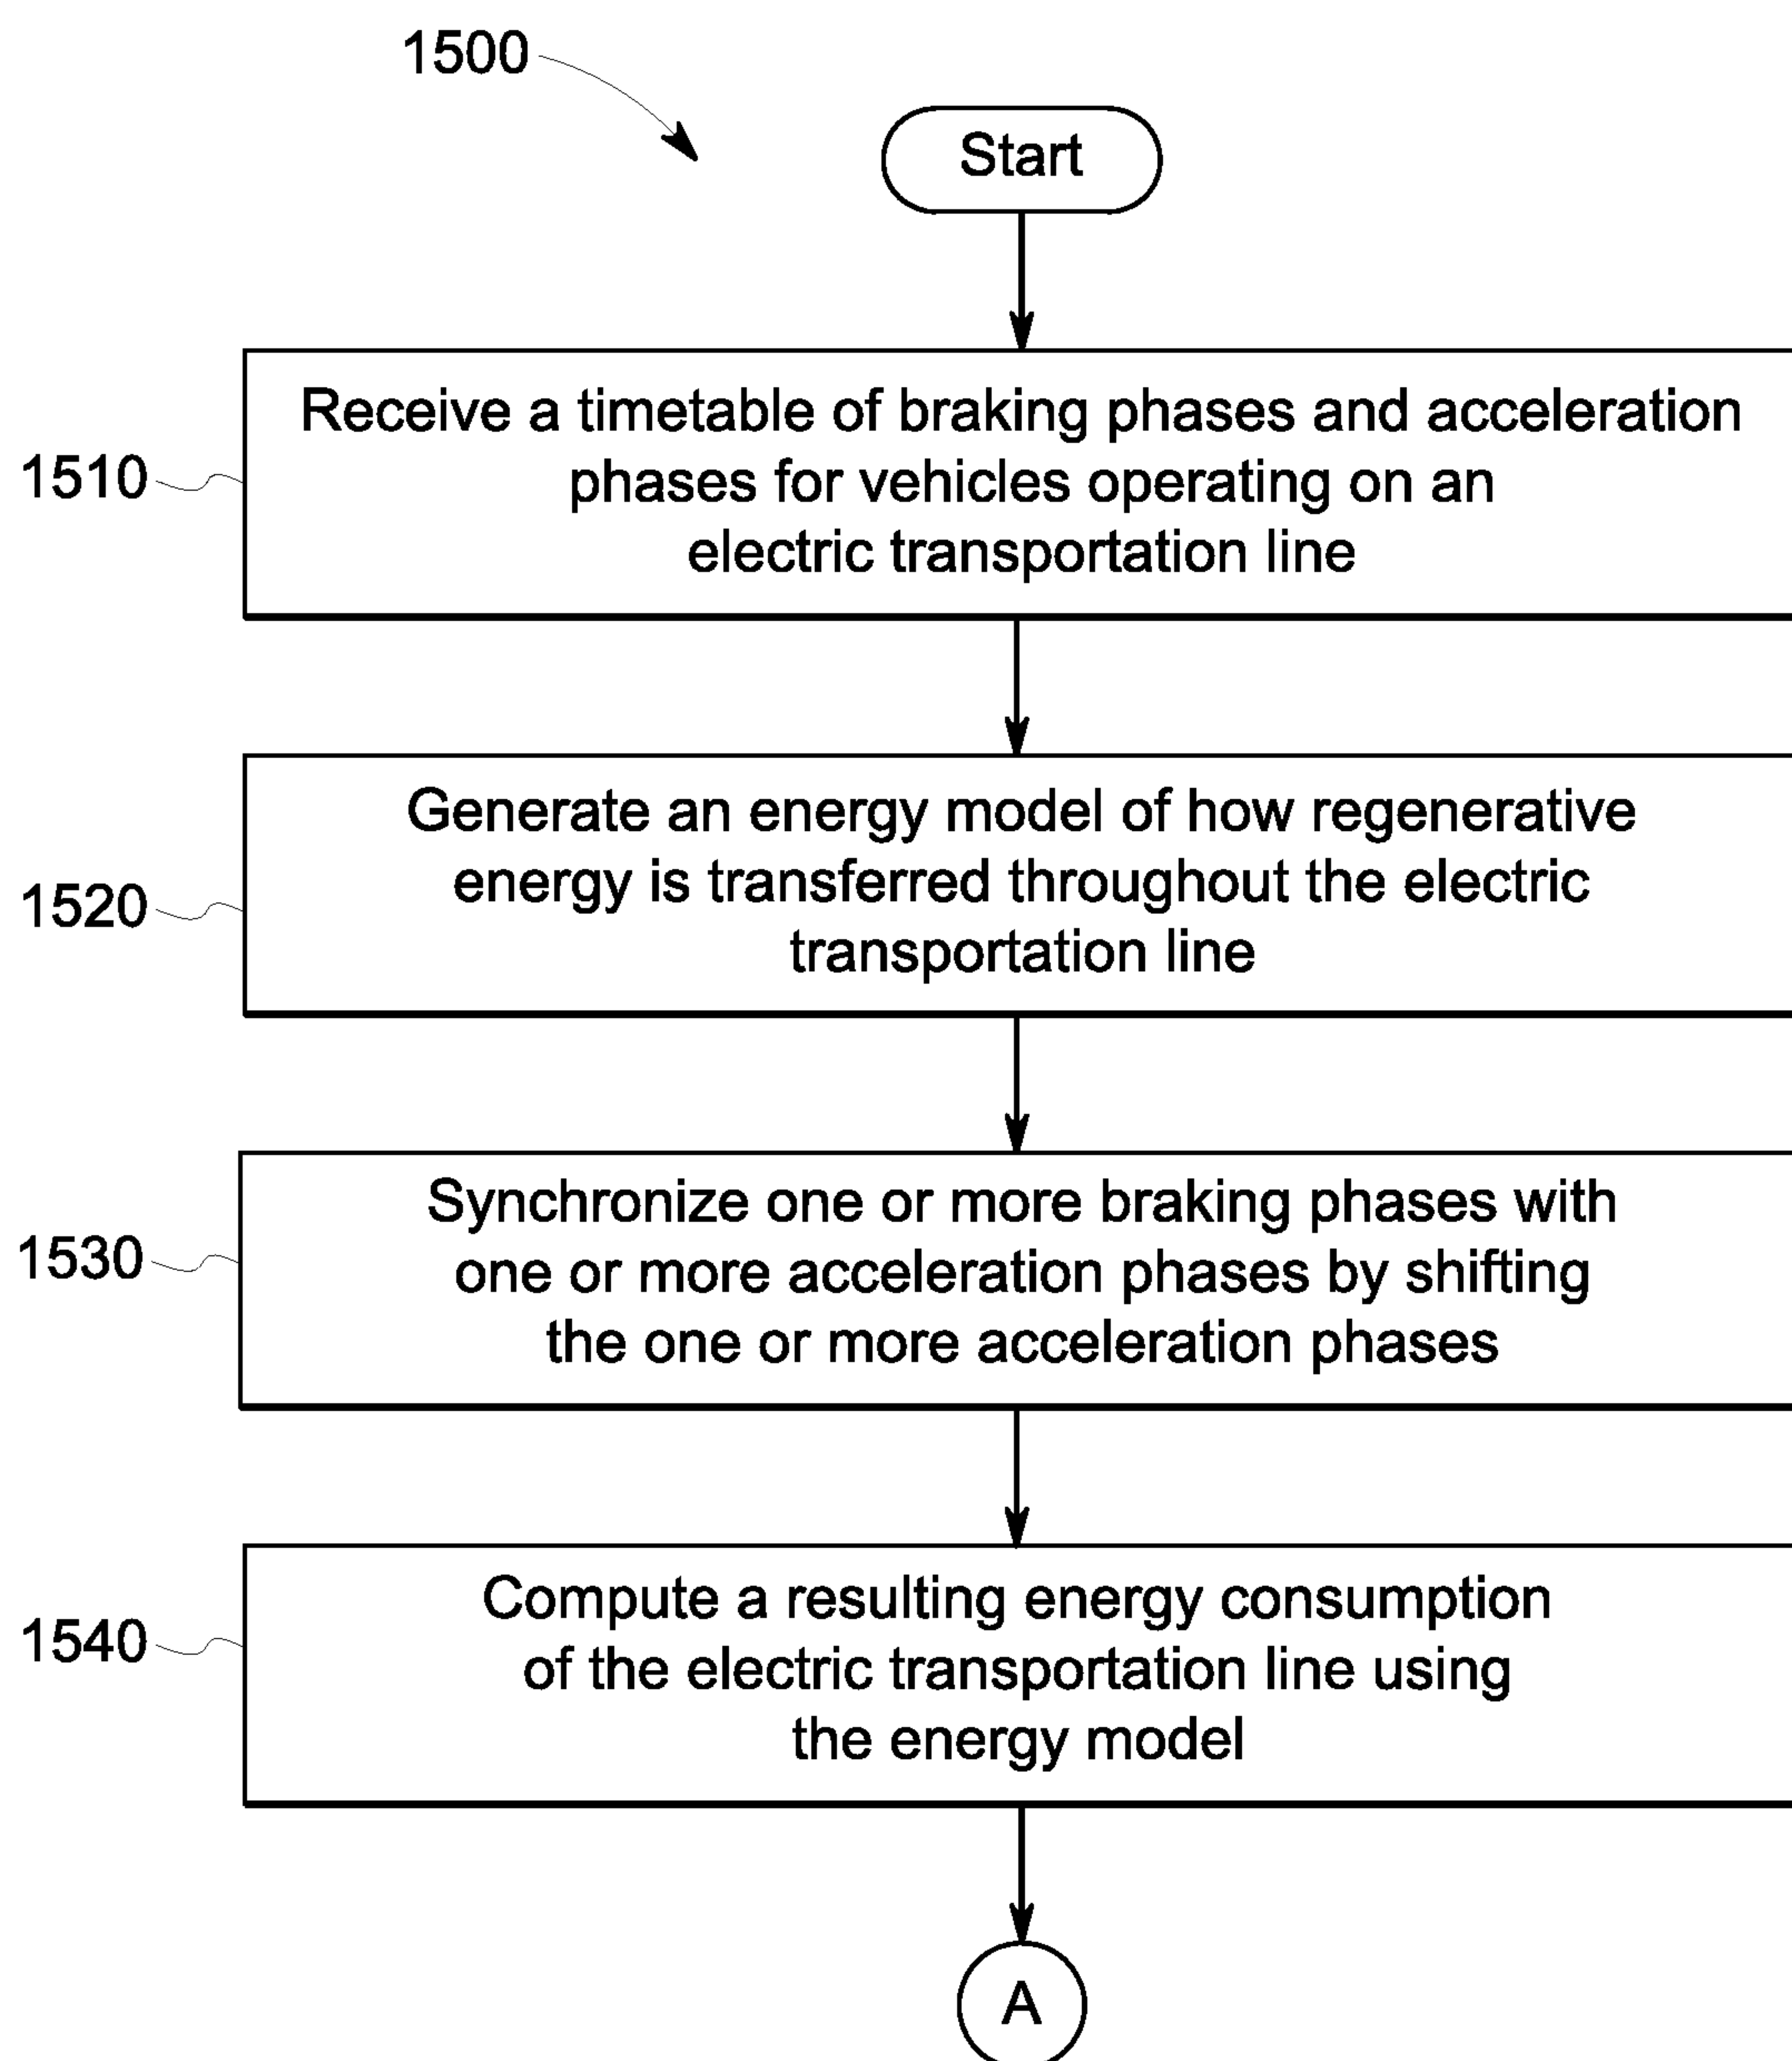 1500
Start
1510
Receive a timetable of braking phases and acceleration
phases for vehicles operating on an
electric transportation line
1520
Generate an energy model of how regenerative
energy is transferred throughout the electric
transportation line
1530
Synchronize one or more braking phases with
one or more acceleration phases by shifting
the one or more acceleration phases
1540
Compute a resulting energy consumption
of the electric transportation line using
the energy model
A